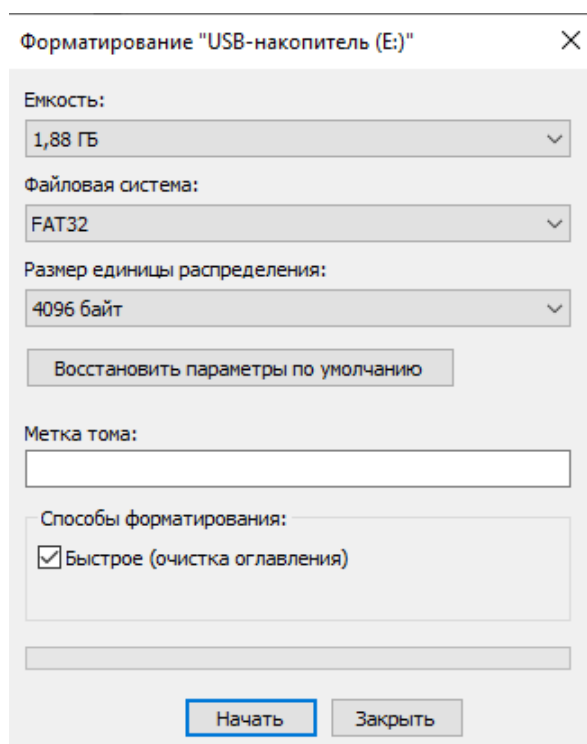 Форматирование "USB-накопитель (E:)"
Емкость:
1,88 ГБ
Файловая система:
FAT32
Размер единицы распределения:
4096 байт
Восстановить параметры по умолчанию
Метка тома:
Способы форматирования:
Быстрое (очистка оглавления)
Начать Закрыть